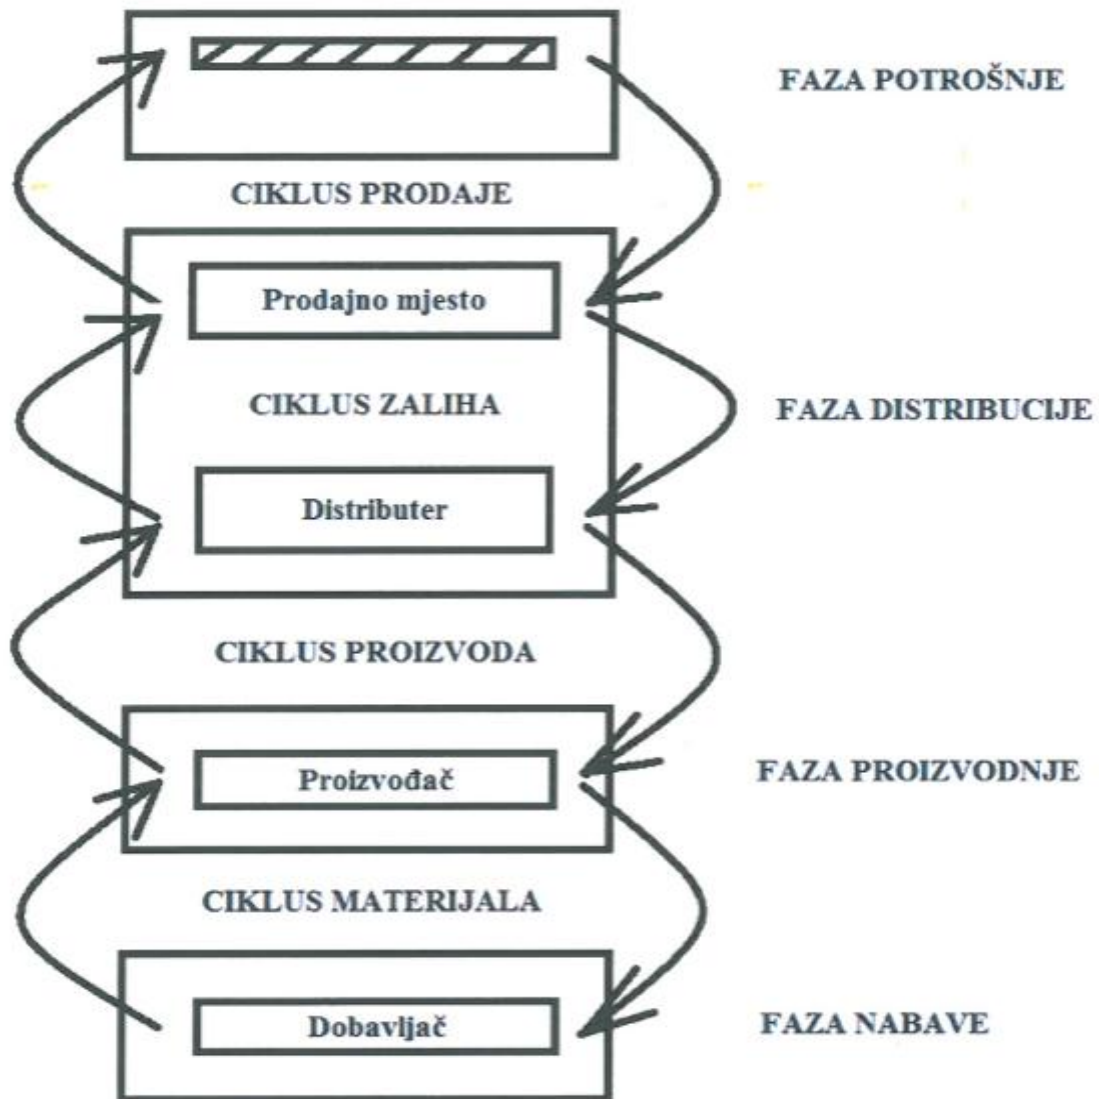 FAZA POTROŠNJE
CIKLUS PRODAJE
Prodajno mjesto
CIKLUS ZALIHA
FAZA DISTRIBUCIJE
Distributer
CIKLUS PROIZVODA
Proizvođač
FAZA PROIZVODNJE
CIKLUS MATERIJALA
Dobavljač
FAZA NABAVE